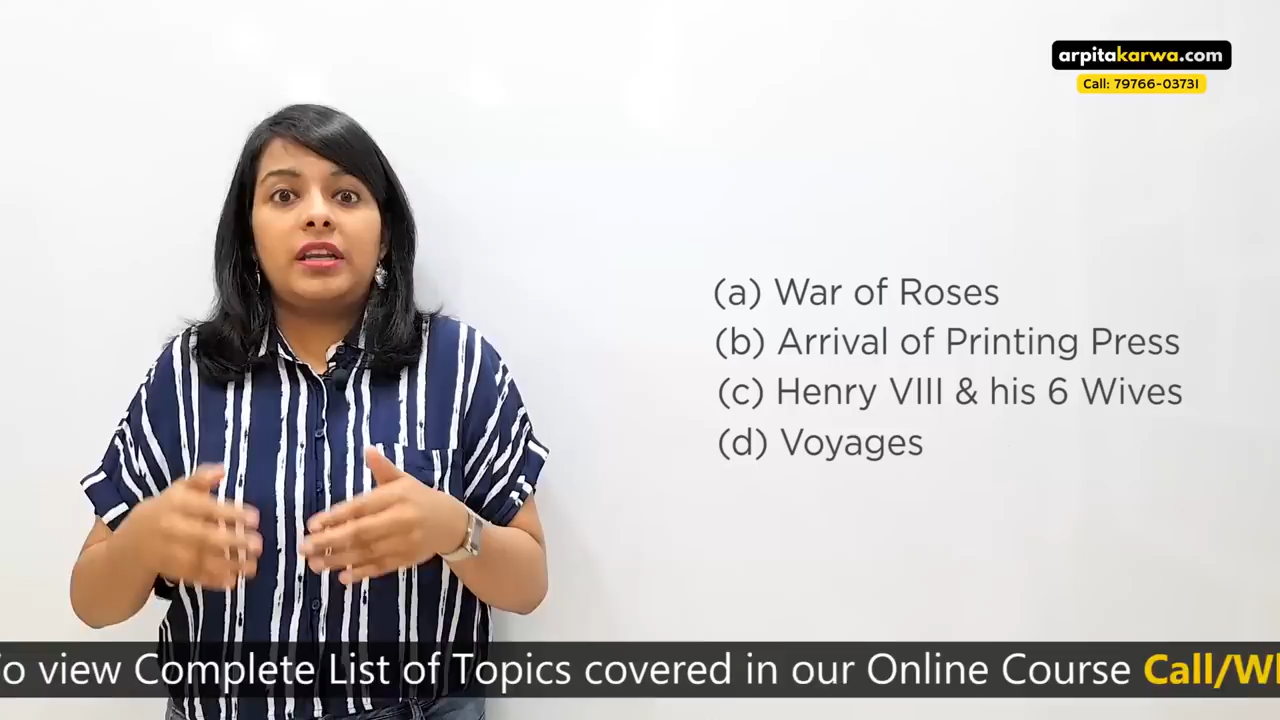 arpitakarwa.com
Call: 79766-03731
(a) War of Roses
(b) Arrival of Printing Press
(c) Henry VIII & his 6 Wives
(d) Voyages
view Complete List of Topics covered in our Online Course